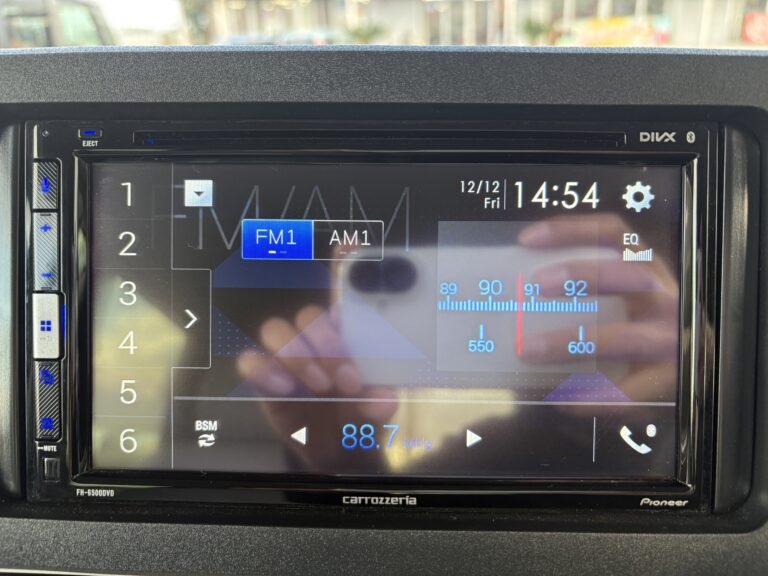 EJECT
DIVX
1
2
3
4
5
6
FM/AM
12/12
Fri
14:54
FM1
AM1
EQ
89 90 91 92
550 600
BSM
88.7 MHz
MUTE
FH-6500DVD
carrozzeria
Pioneer